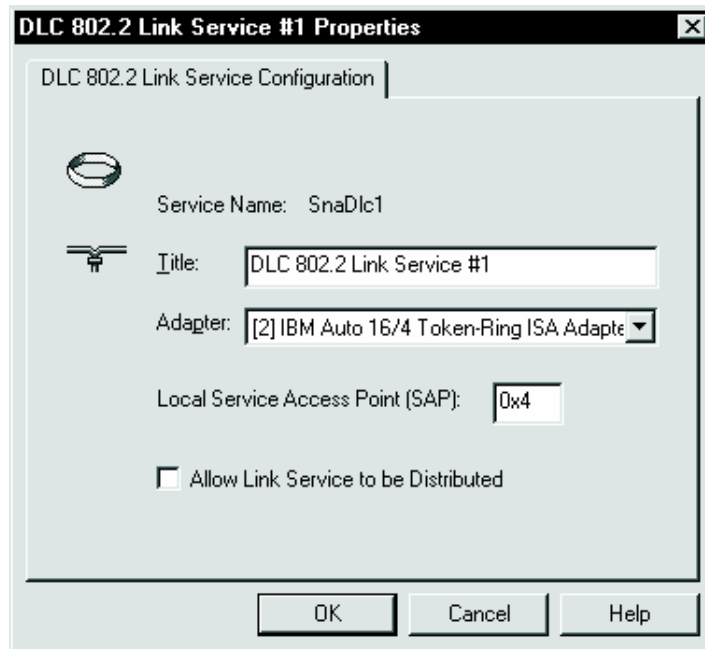 DLC 802.2 Link Service #1 Properties
DLC 802.2 Link Service Configuration
Service Name: SnaDlc1
Title: DLC 802.2 Link Service #1
Adapter: [2] IBM Auto 16/4 Token-Ring ISA Adapte
Local Service Access Point (SAP): 0x4
Allow Link Service to be Distributed
OK Cancel Help